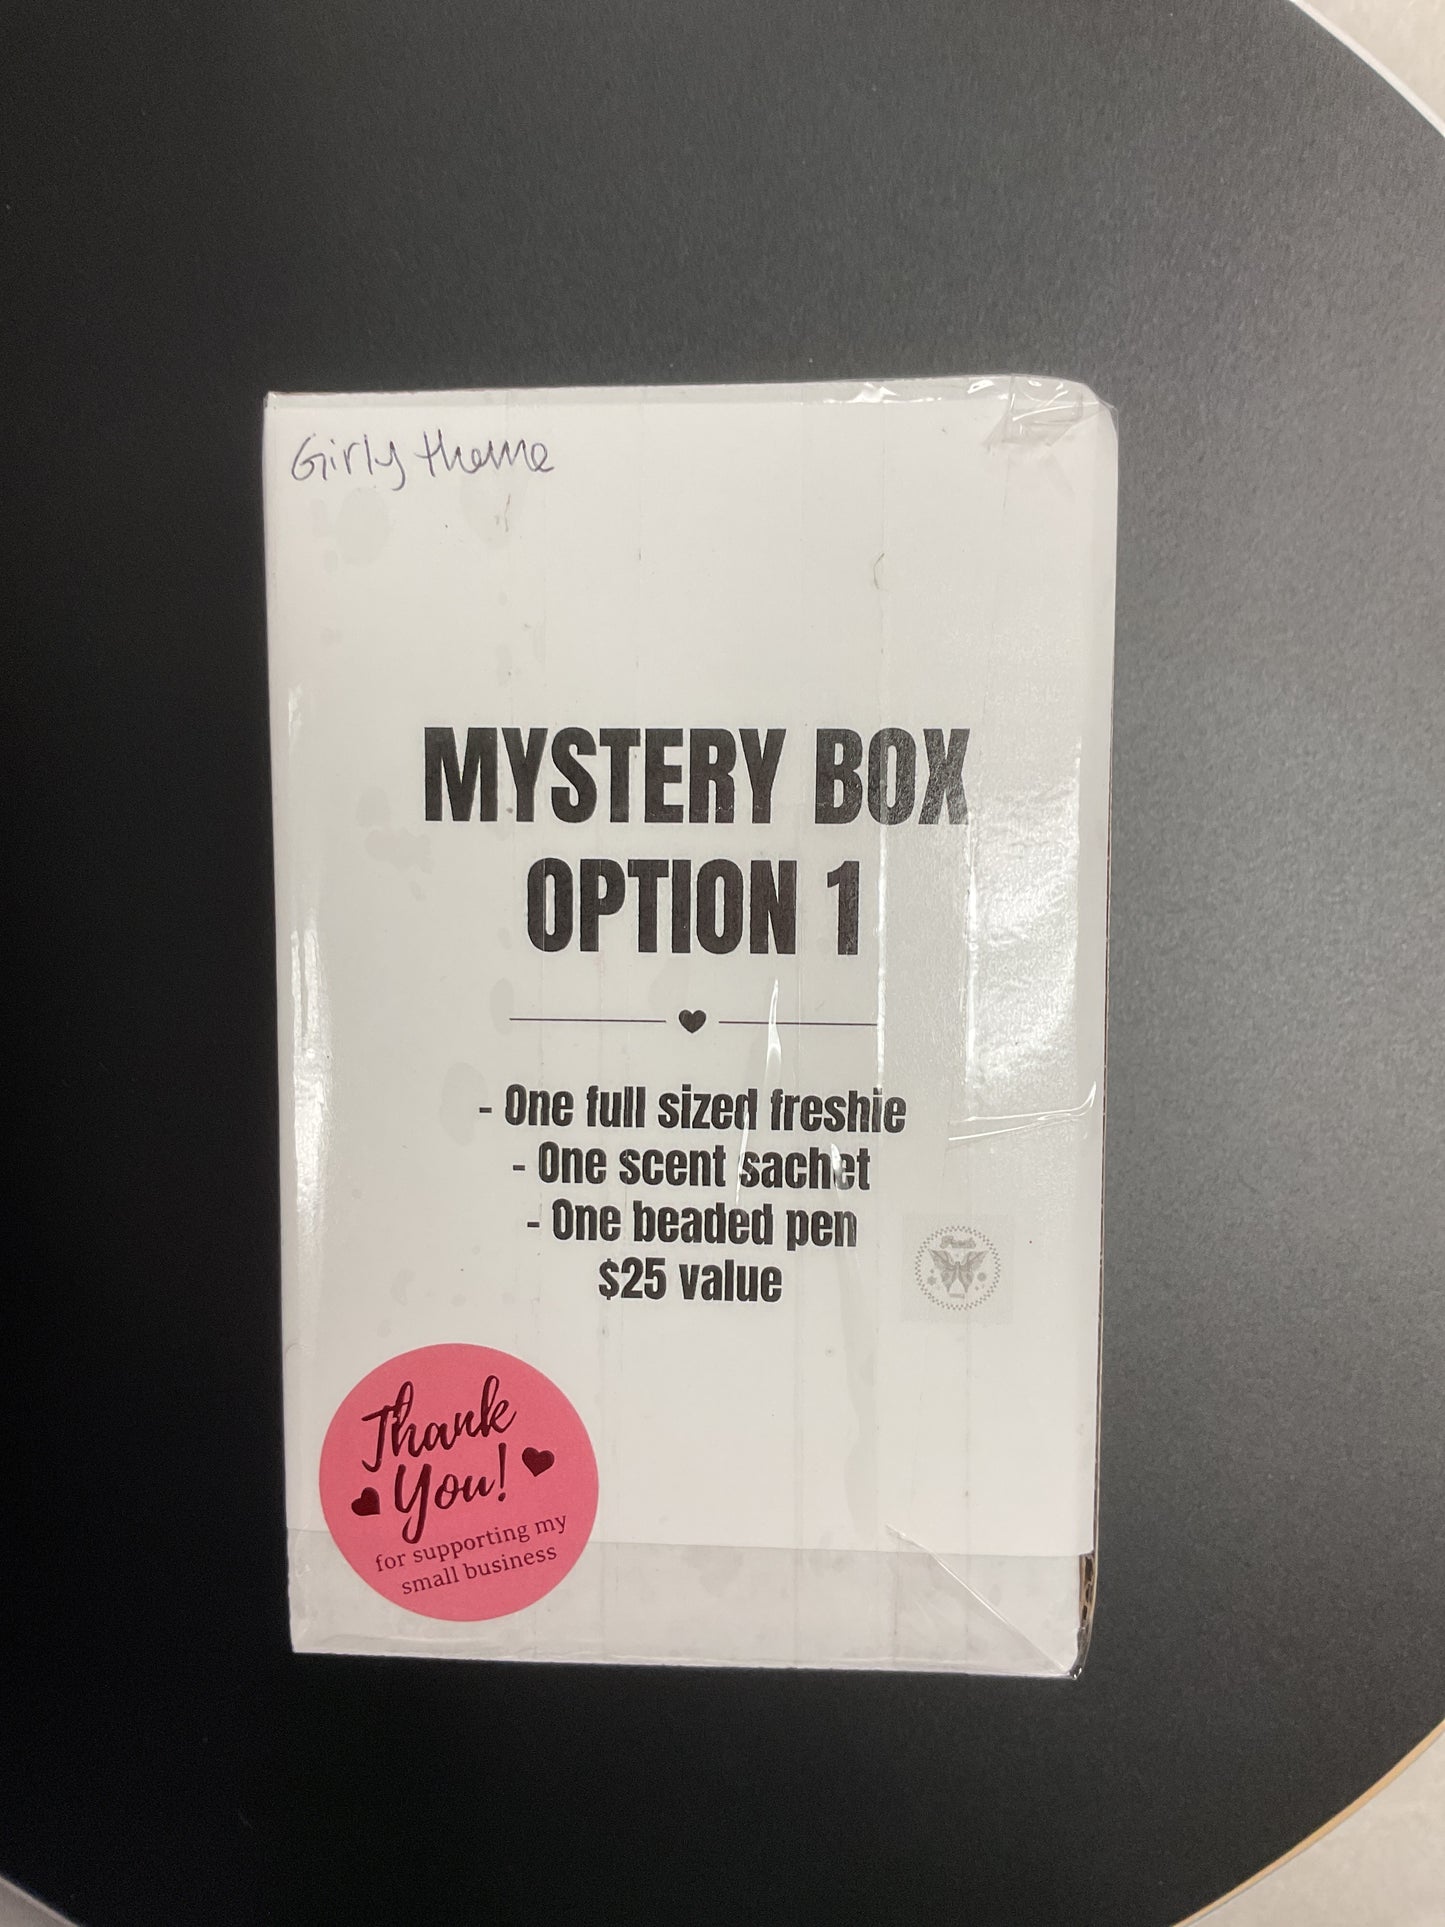 Girly theme
MYSTERY BOX
OPTION 1
- One full sized freshie
- One scent sachet
- One beaded pen
$25 value
Thank
You!
for supporting my
small business